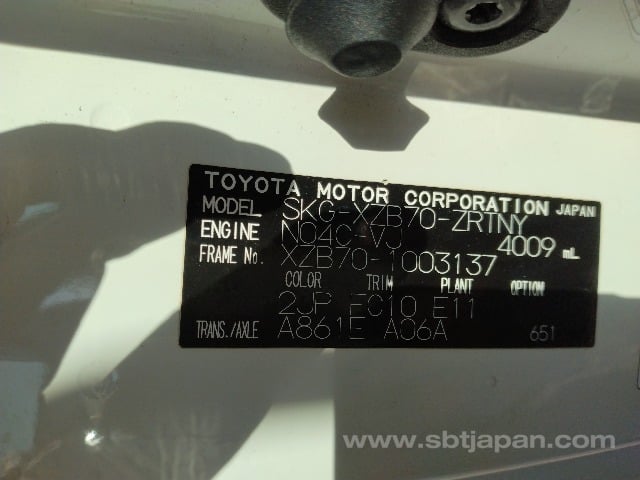 TOYOTA MOTOR CORPORATION JAPAN
MODEL SKG-XZB70-ZRTNY
ENGINE N04C-VJ 4009 mL
FRAME No. XZB70-1003137
COLOR TRIM PLANT OPTION
2JP FC10 E11
TRANS./AXLE A861E A06A 651
www.sbtjapan.com